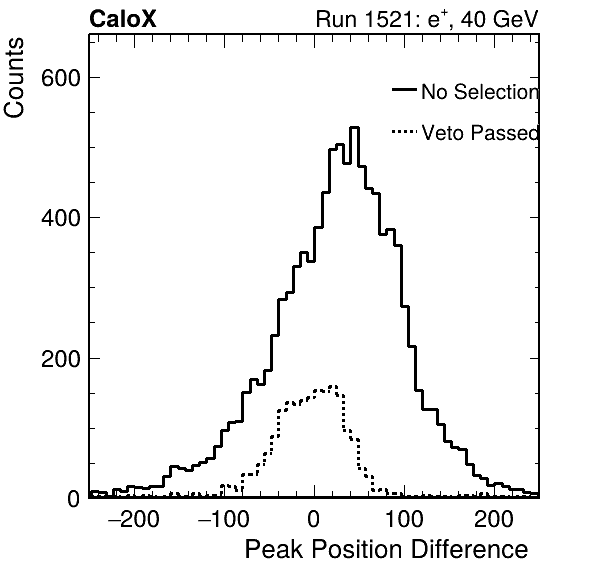 CaloX Run 1521: e⁺, 40 GeV
Counts
600
400
200
0
No Selection
Veto Passed
−200 −100 0 100 200
Peak Position Difference